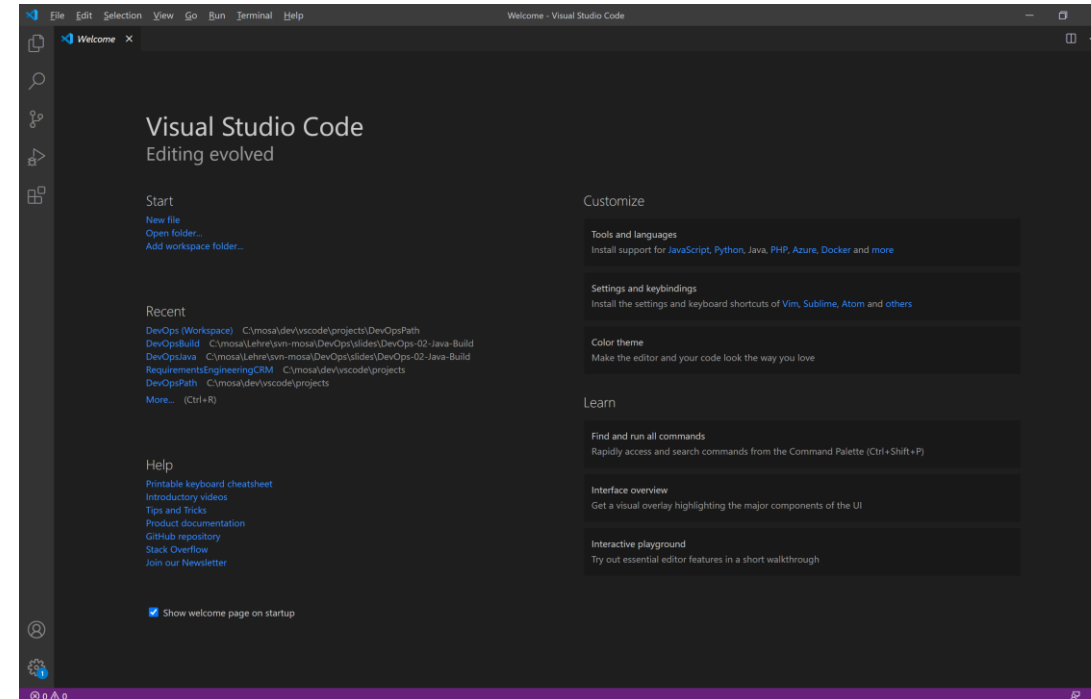 File Edit Selection View Go Run Terminal Help Welcome - Visual Studio Code
Welcome
Visual Studio Code
Editing evolved
Start
New file
Open folder...
Add workspace folder...
Recent
DevOps (Workspace) C:\mosa\dev\vscode\projects\DevOpsPath
DevOpsBuild C:\mosa\Lehre\svn-mosa\DevOps\slides\DevOps-02-Java-Build
DevOpsJava C:\mosa\Lehre\svn-mosa\DevOps\slides\DevOps-02-Java-Build
RequirementsEngineeringCRM C:\mosa\dev\vscode\projects
DevOpsPath C:\mosa\dev\vscode\projects
More... (Ctrl+R)
Help
Printable keyboard cheatsheet
Introductory videos
Tips and Tricks
Product documentation
GitHub repository
Stack Overflow
Join our Newsletter
Show welcome page on startup
Customize
Tools and languages
Install support for JavaScript, Python, Java, PHP, Azure, Docker and more
Settings and keybindings
Install the settings and keyboard shortcuts of Vim, Sublime, Atom and others
Color theme
Make the editor and your code look the way you love
Learn
Find and run all commands
Rapidly access and search commands from the Command Palette (Ctrl+Shift+P)
Interface overview
Get a visual overlay highlighting the major components of the UI
Interactive playground
Try out essential editor features in a short walkthrough
1
0 0